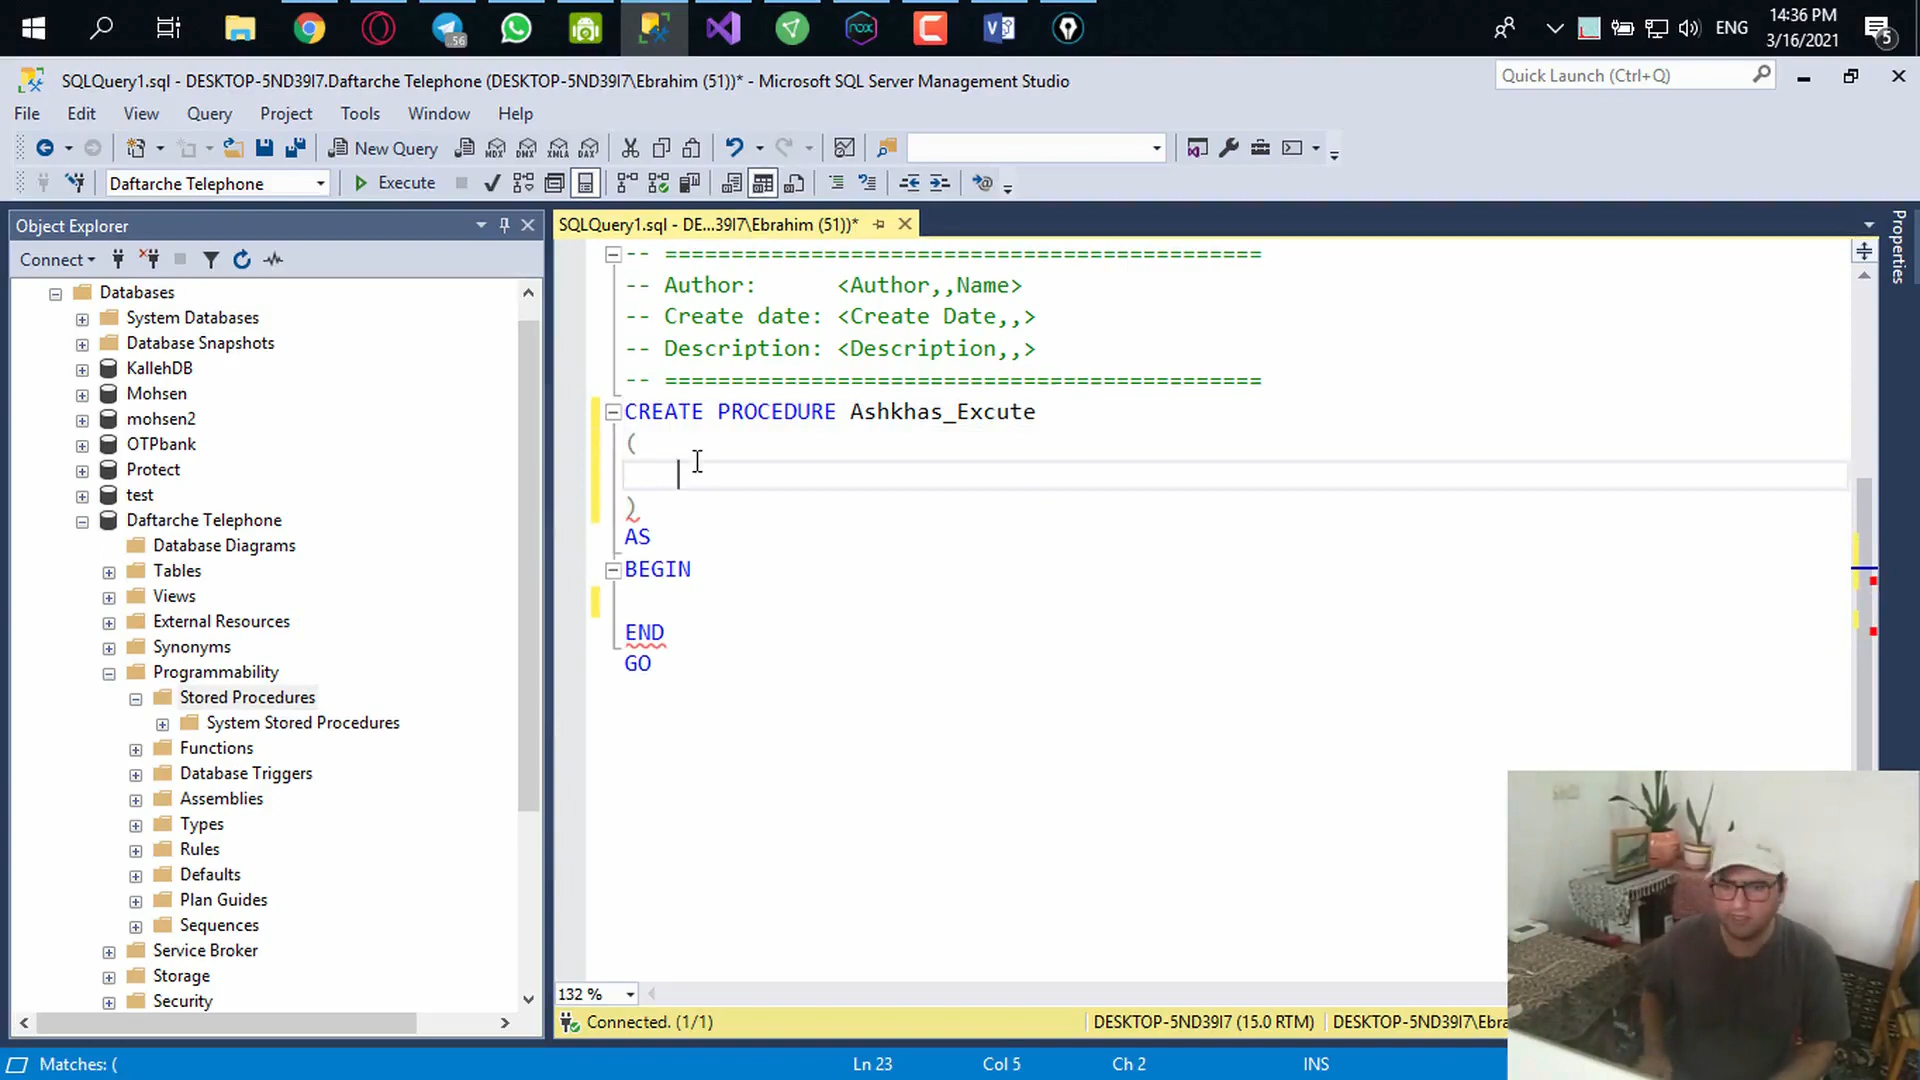 56
ENG
14:36 PM
3/16/2021
5
SQLQuery1.sql - DESKTOP-5ND39I7.Daftarche Telephone (DESKTOP-5ND39I7\Ebrahim (51))* - Microsoft SQL Server Management Studio
Quick Launch (Ctrl+Q)
File Edit View Query Project Tools Window Help
New Query
MDX DMX XMLA DAX
Daftarche Telephone
Execute
Object Explorer
SQLQuery1.sql - DE...39I7\Ebrahim (51))*
Properties
Connect
Databases
System Databases
Database Snapshots
KallehDB
Mohsen
mohsen2
OTPbank
Protect
test
Daftarche Telephone
Database Diagrams
Tables
Views
External Resources
Synonyms
Programmability
Stored Procedures
System Stored Procedures
Functions
Database Triggers
Assemblies
Types
Rules
Defaults
Plan Guides
Sequences
Service Broker
Storage
Security
-- =============================================
-- Author: <Author,,Name>
-- Create date: <Create Date,,>
-- Description: <Description,,>
-- =============================================
CREATE PROCEDURE Ashkhas_Excute
(
)
AS
BEGIN
END
GO
132 %
Connected. (1/1)
DESKTOP-5ND39I7 (15.0 RTM)
DESKTOP-5ND39I7\Ebra
Matches: (
Ln 23
Col 5
Ch 2
INS